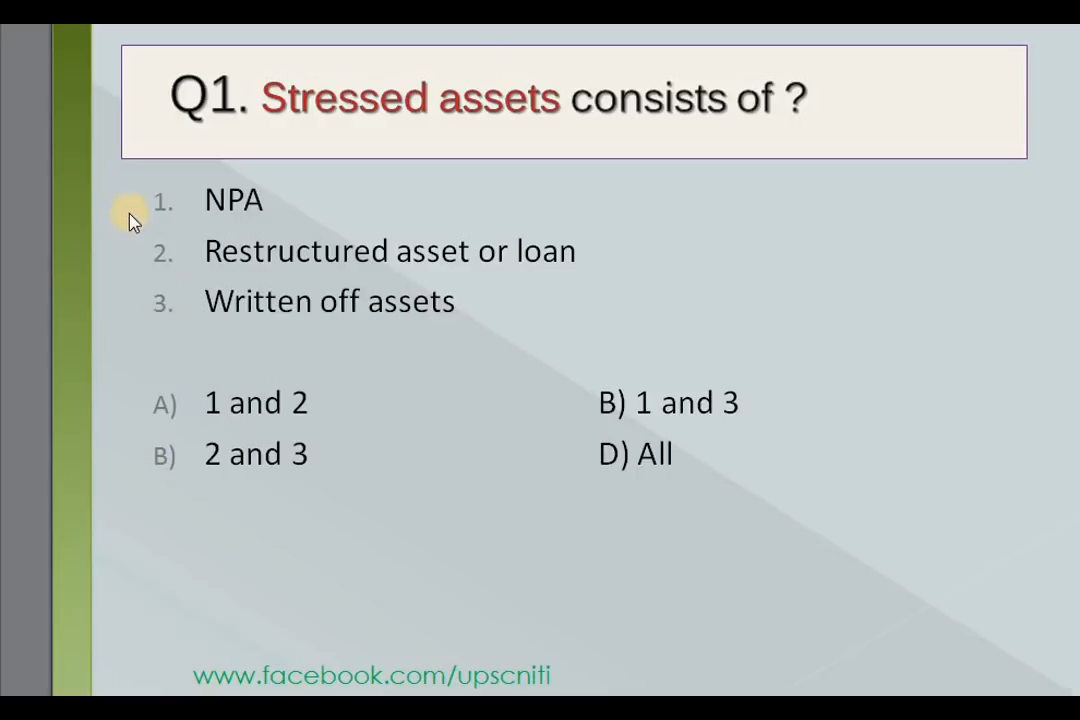 Q1. Stressed assets consists of ?
1. NPA
2. Restructured asset or loan
3. Written off assets
A) 1 and 2 B) 1 and 3
B) 2 and 3 D) All
www.facebook.com/upscniti